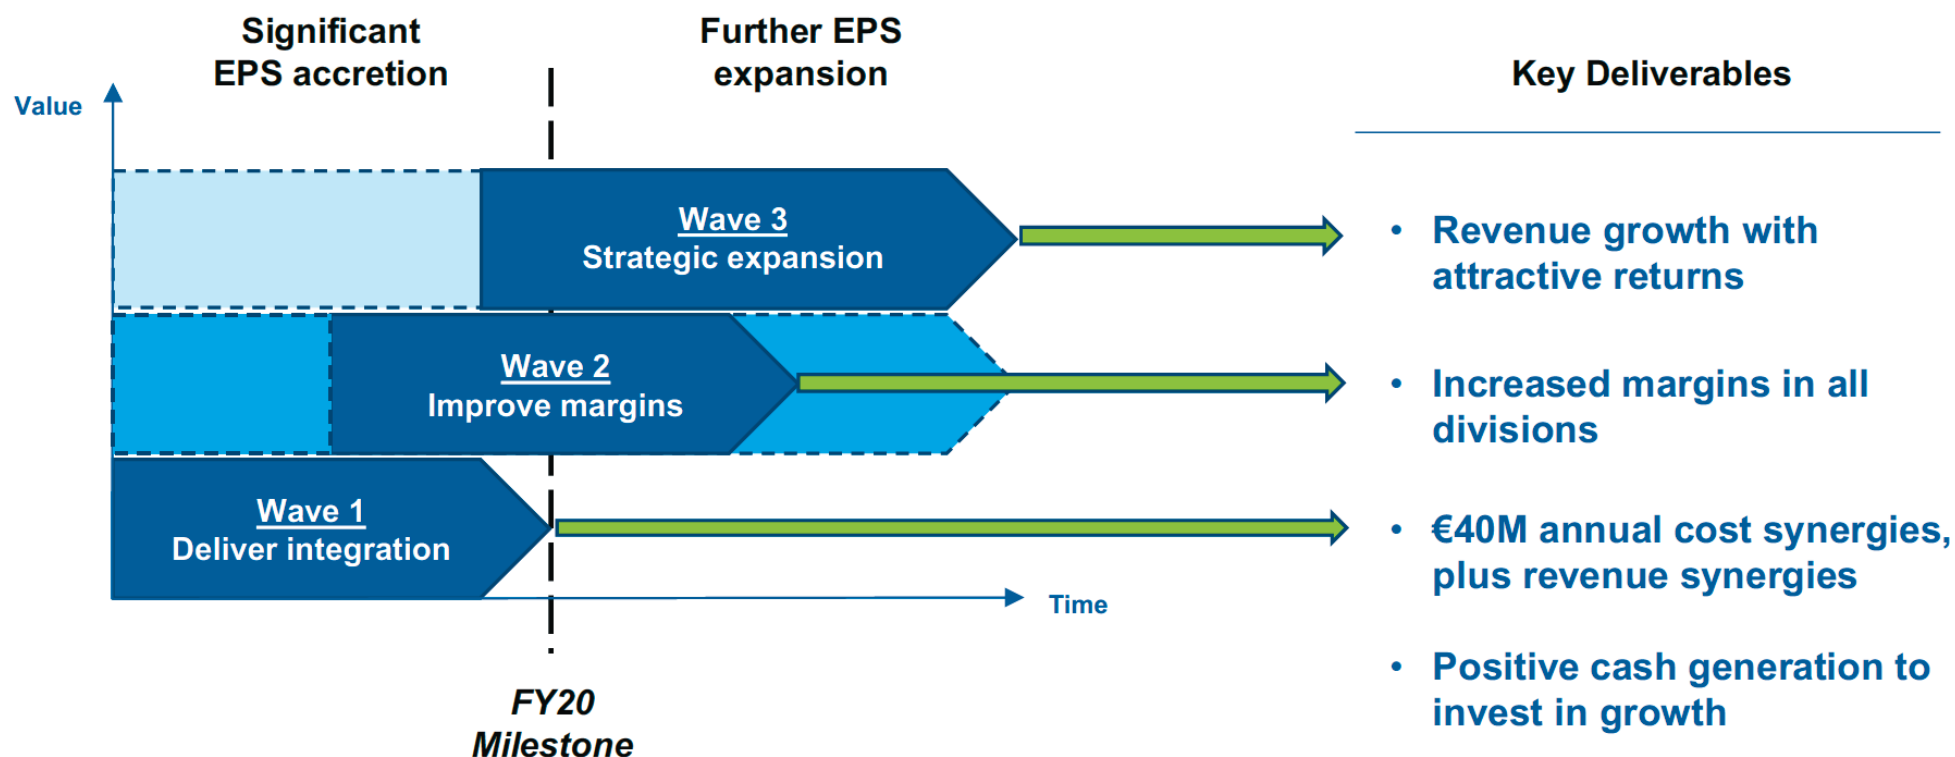 Significant
EPS accretion
Further EPS
expansion
Key Deliverables
Value
Wave 3
Strategic expansion
• Revenue growth with
attractive returns
Wave 2
Improve margins
• Increased margins in all
divisions
Wave 1
Deliver integration
• €40M annual cost synergies,
plus revenue synergies
Time
• Positive cash generation to
invest in growth
FY20
Milestone